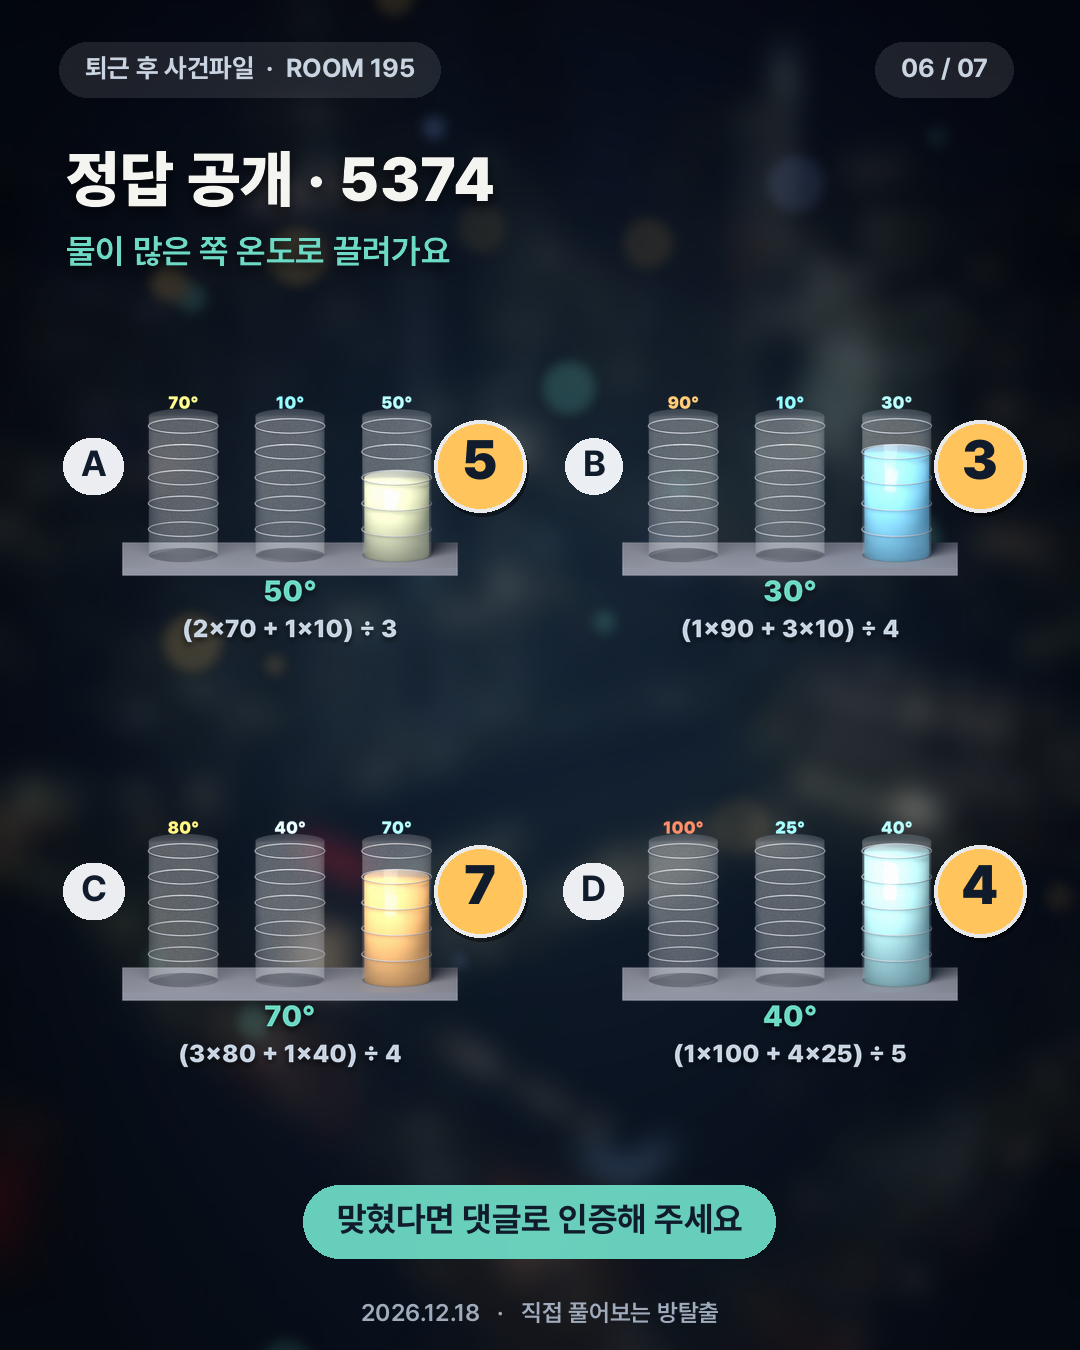 퇴근 후 사건파일 · ROOM 195
06 / 07
정답 공개 · 5374
물이 많은 쪽 온도로 끌려가요
A
70°
10°
50°
5
50°
(2×70 + 1×10) ÷ 3
B
90°
10°
30°
3
30°
(1×90 + 3×10) ÷ 4
C
80°
40°
70°
7
70°
(3×80 + 1×40) ÷ 4
D
100°
25°
40°
4
40°
(1×100 + 4×25) ÷ 5
맞혔다면 댓글로 인증해 주세요
2026.12.18 · 직접 풀어보는 방탈출